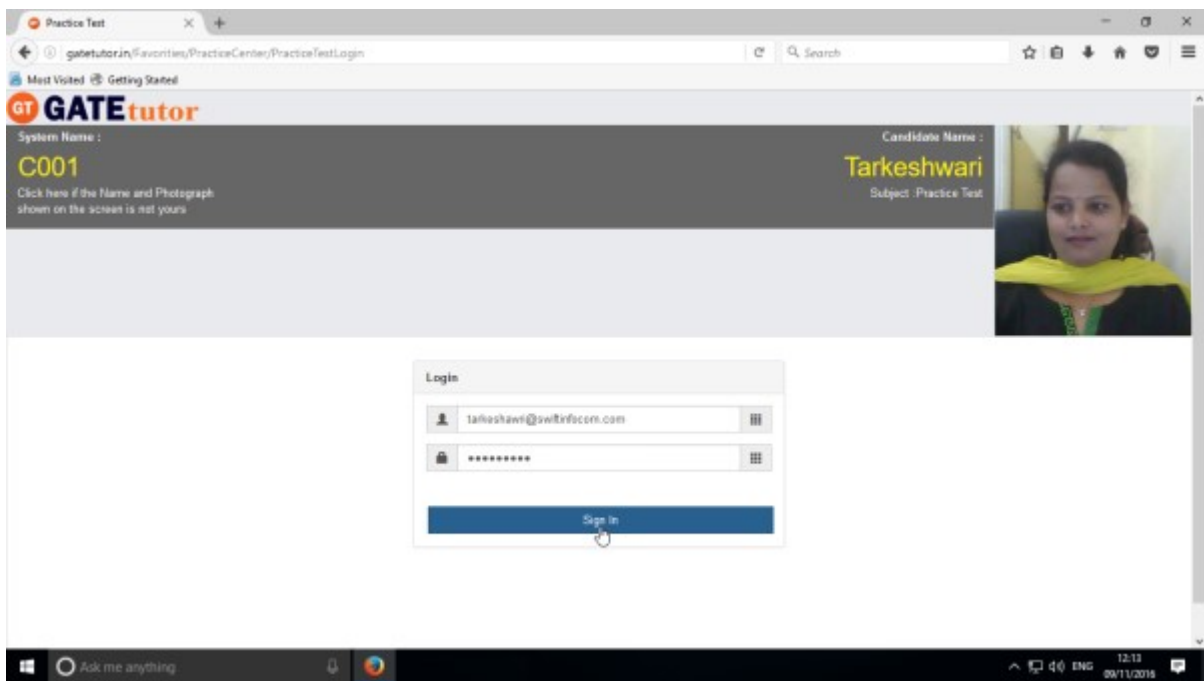 Practice Test
gatetutor.in/Favorities/PracticeCenter/PracticeTestLogin
Search
Most Visited Getting Started
GT GATEtutor
System Name :
C001
Click here if the Name and Photograph
shown on the screen is not yours
Candidate Name :
Tarkeshwari
Subject :Practice Test
Login
tarkeshawri@swiftinfocom.com
Sign In
Ask me anything
ENG
12:13
09/11/2016